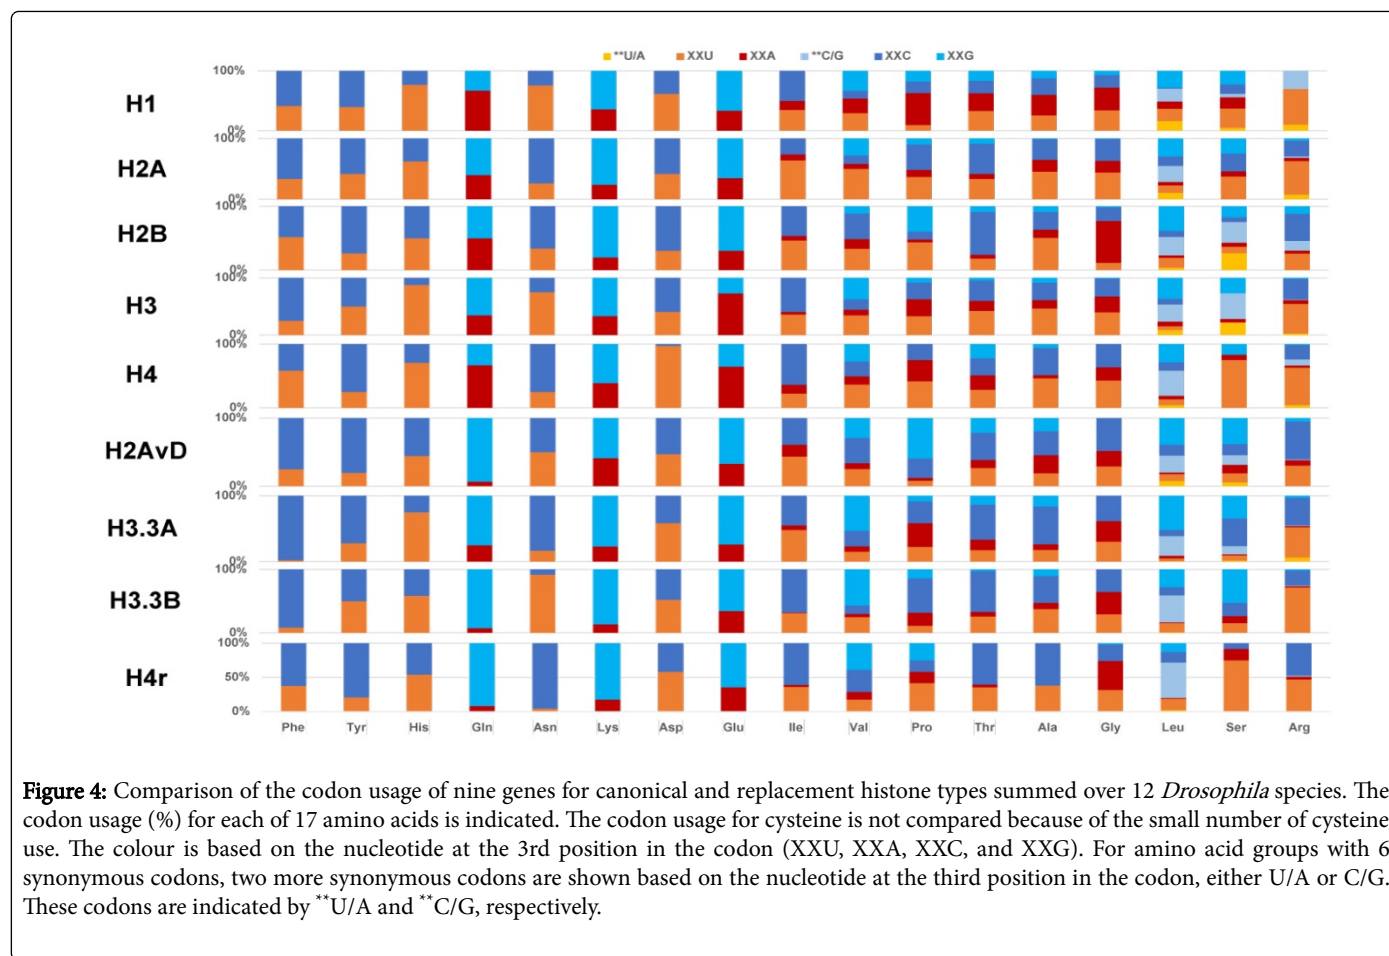 **U/A XXU XXA **C/G XXC XXG
100%
H1
0%
100%
H2A
0%
100%
H2B
0%
100%
H3
0%
100%
H4
0%
100%
H2AvD
0%
100%
H3.3A
0%
100%
H3.3B
0%
100%
H4r
50%
0%
Phe Tyr His Gln Asn Lys Asp Glu Ile Val Pro Thr Ala Gly Leu Ser Arg
Figure 4: Comparison of the codon usage of nine genes for canonical and replacement histone types summed over 12 Drosophila species. The
codon usage (%) for each of 17 amino acids is indicated. The codon usage for cysteine is not compared because of the small number of cysteine
use. The colour is based on the nucleotide at the 3rd position in the codon (XXU, XXA, XXC, and XXG). For amino acid groups with 6
synonymous codons, two more synonymous codons are shown based on the nucleotide at the third position in the codon, either U/A or C/G.
These codons are indicated by **U/A and **C/G, respectively.